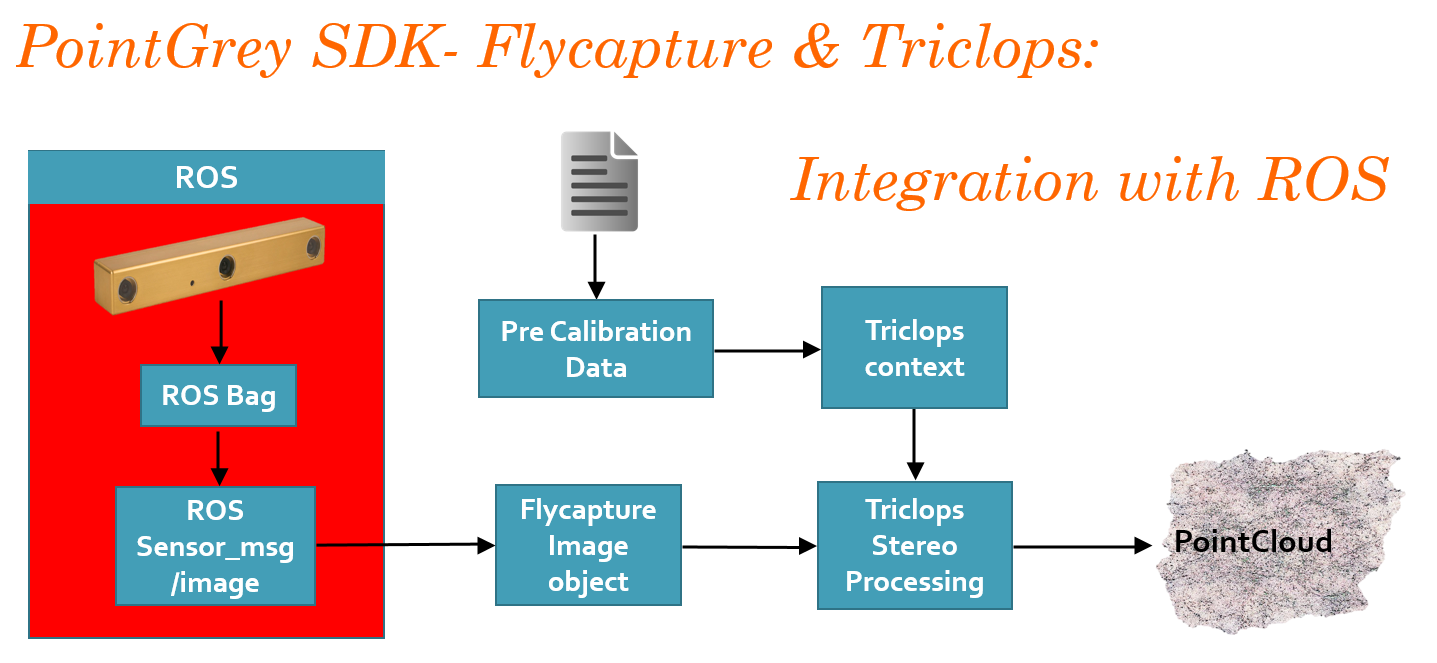 PointGrey SDK- Flycapture & Triclops:
Integration with ROS
ROS
ROS Bag
ROS
Sensor_msg
/image
Pre Calibration
Data
Triclops
context
Flycapture
Image
object
Triclops
Stereo
Processing
PointCloud